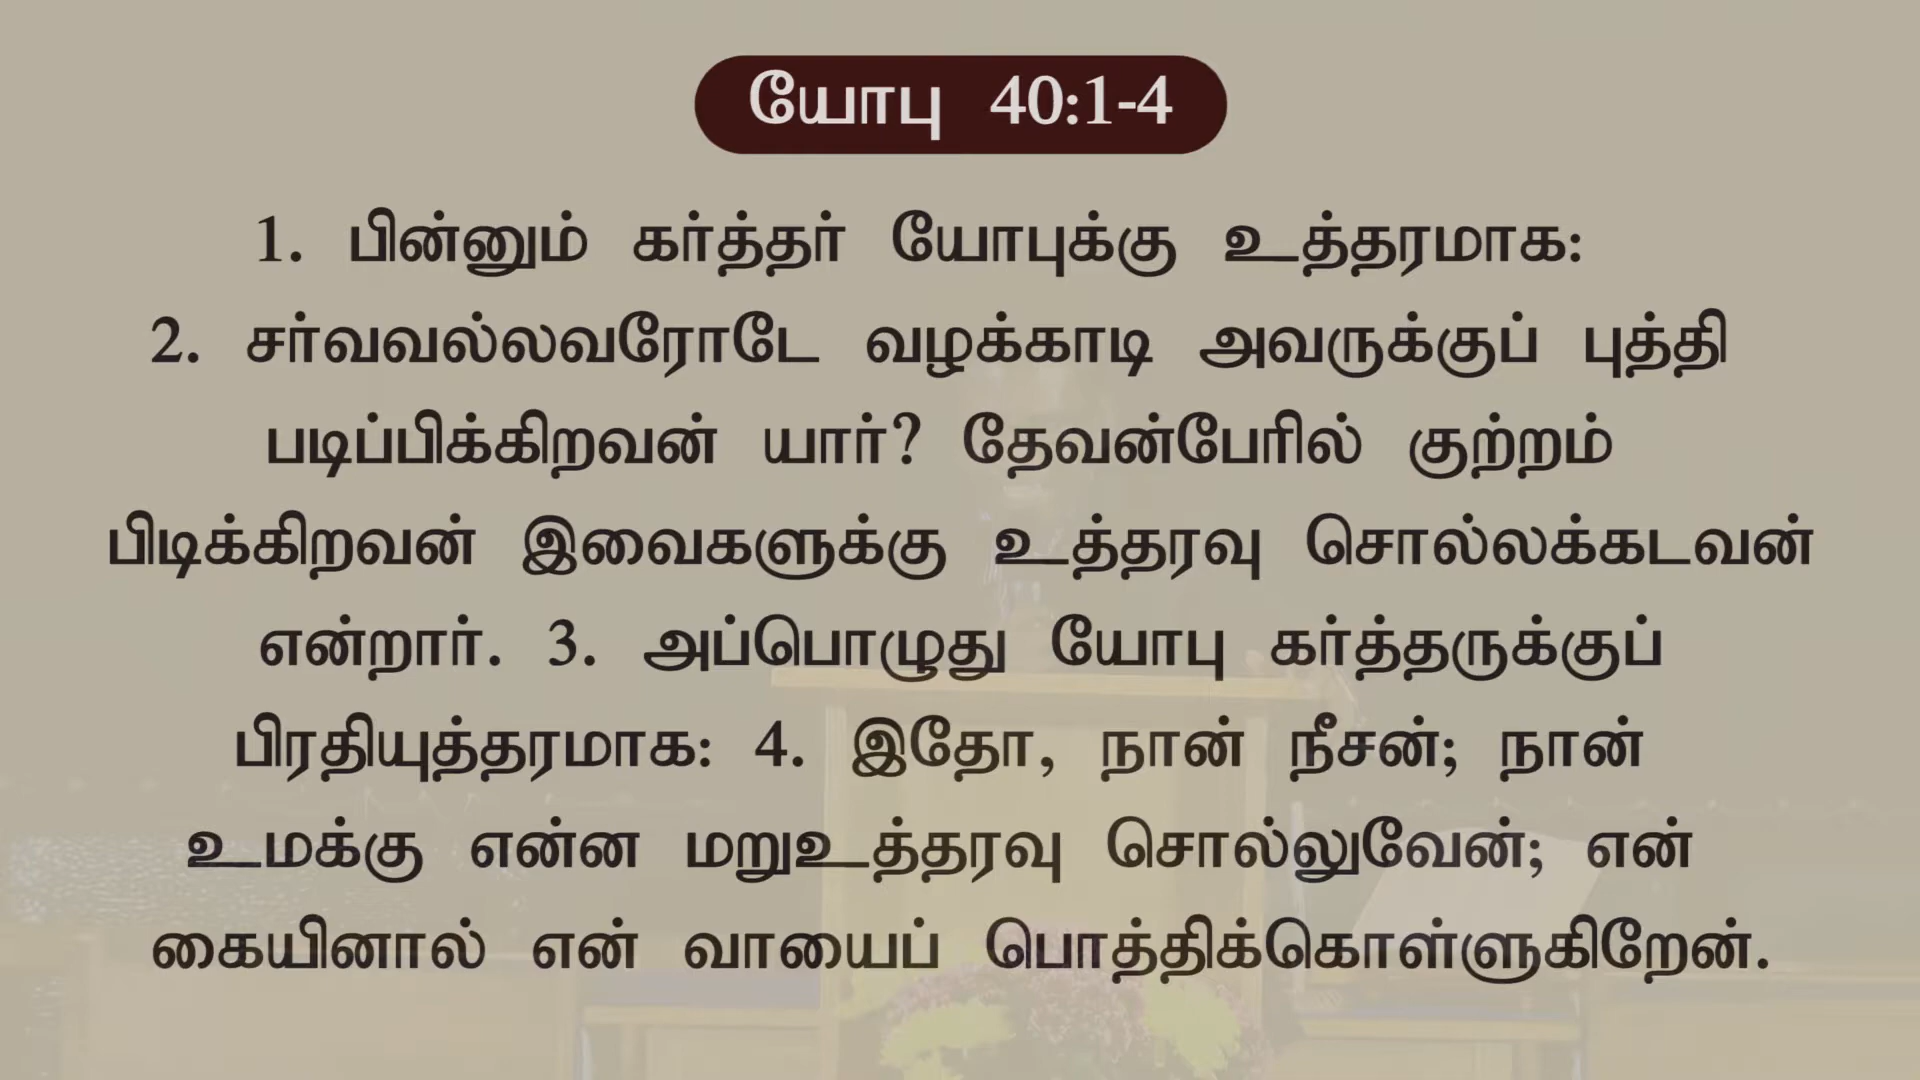 யோபு 40:1-4
1. பின்னும் கர்த்தர் யோபுக்கு உத்தரமாக:
2. சர்வவல்லவரோடே வழக்காடி அவருக்குப் புத்தி
படிப்பிக்கிறவன் யார்? தேவன்பேரில் குற்றம்
பிடிக்கிறவன் இவைகளுக்கு உத்தரவு சொல்லக்கடவன்
என்றார். 3. அப்பொழுது யோபு கர்த்தருக்குப்
பிரதியுத்தரமாக: 4. இதோ, நான் நீசன்; நான்
உமக்கு என்ன மறுஉத்தரவு சொல்லுவேன்; என்
கையினால் என் வாயைப் பொத்திக்கொள்ளுகிறேன்.